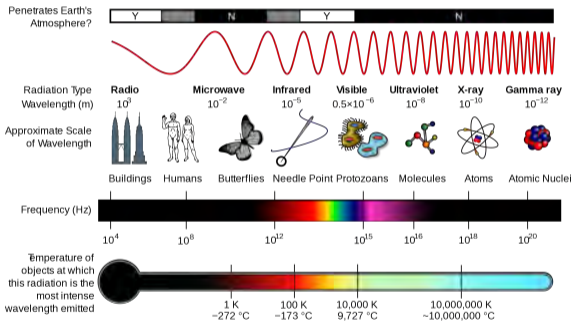 Penetrates Earth's
Atmosphere?
Y N Y N
Radiation Type Radio Microwave Infrared Visible Ultraviolet X-ray Gamma ray
Wavelength (m) 10³ 10⁻² 10⁻⁵ 0.5×10⁻⁶ 10⁻⁸ 10⁻¹⁰ 10⁻¹²
Approximate Scale
of Wavelength
Buildings Humans Butterflies Needle Point Protozoans Molecules Atoms Atomic Nuclei
Frequency (Hz)
10⁴ 10⁸ 10¹² 10¹⁵ 10¹⁶ 10¹⁸ 10²⁰
Temperature of
objects at which
this radiation is the
most intense
wavelength emitted
1 K 100 K 10,000 K 10,000,000 K
−272 °C −173 °C 9,727 °C ~10,000,000 °C